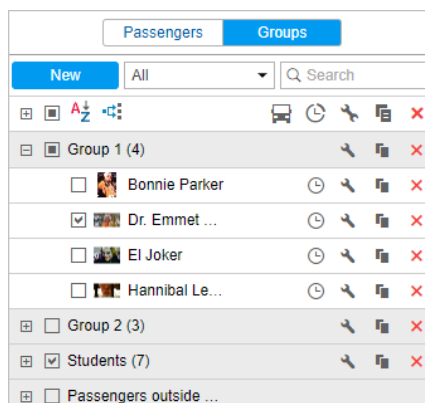 Passengers Groups
New All Search
A Z
Group 1 (4)
Bonnie Parker
Dr. Emmet ...
El Joker
Hannibal Le...
Group 2 (3)
Students (7)
Passengers outside ...